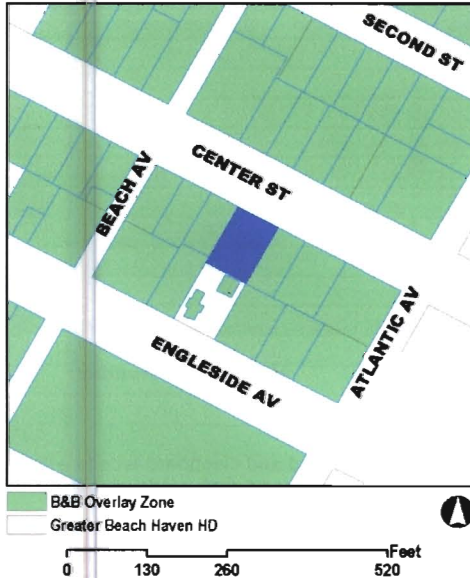 SECOND ST
CENTER ST
BEACH AV
ATLANTIC AV
ENGLESIDE AV
B&B Overlay Zone
Greater Beach Haven HD
Feet
0 130 260 520